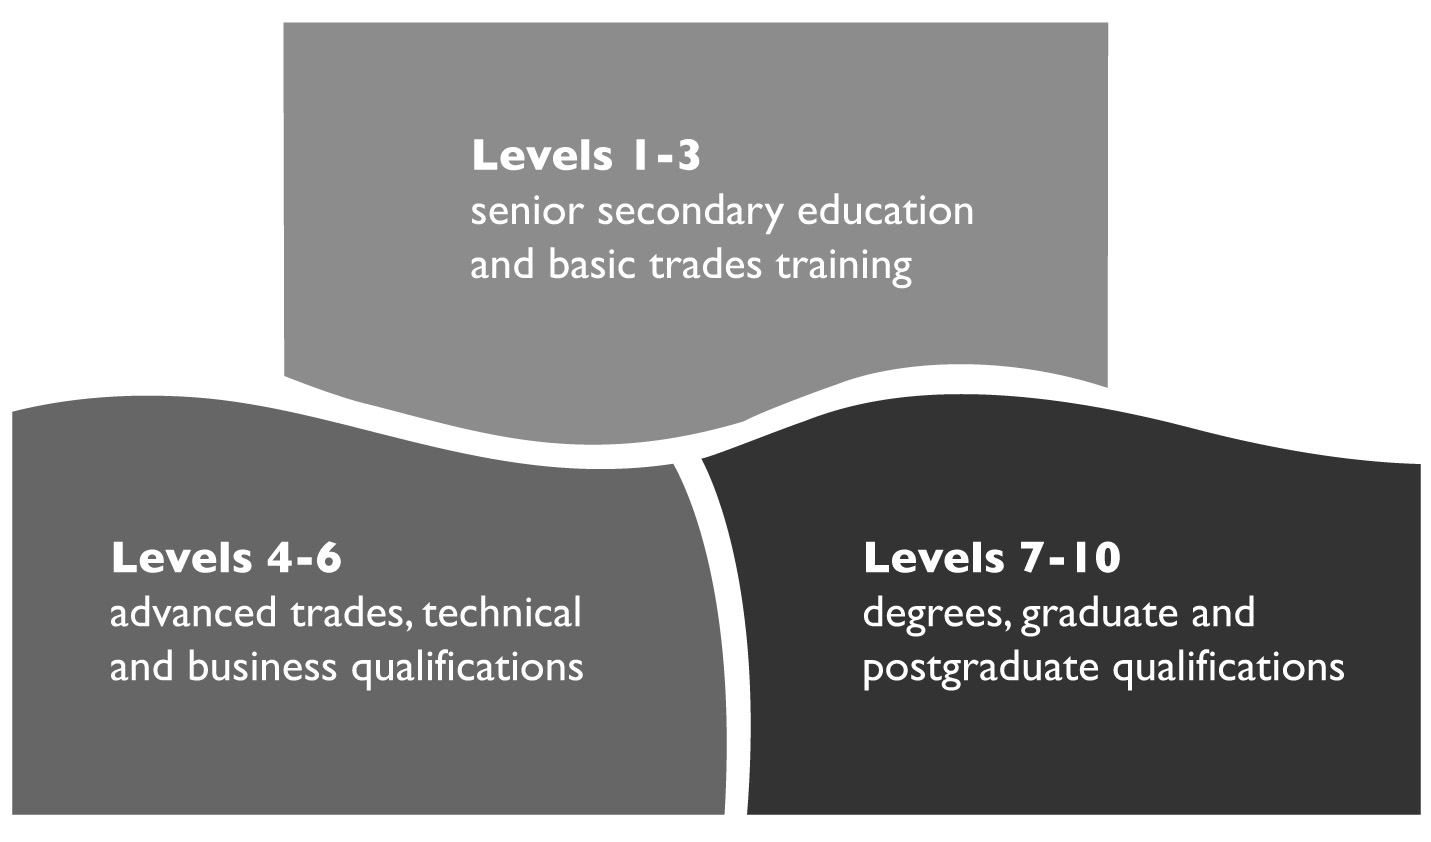 Levels 1-3
senior secondary education
and basic trades training
Levels 4-6
advanced trades, technical
and business qualifications
Levels 7-10
degrees, graduate and
postgraduate qualifications